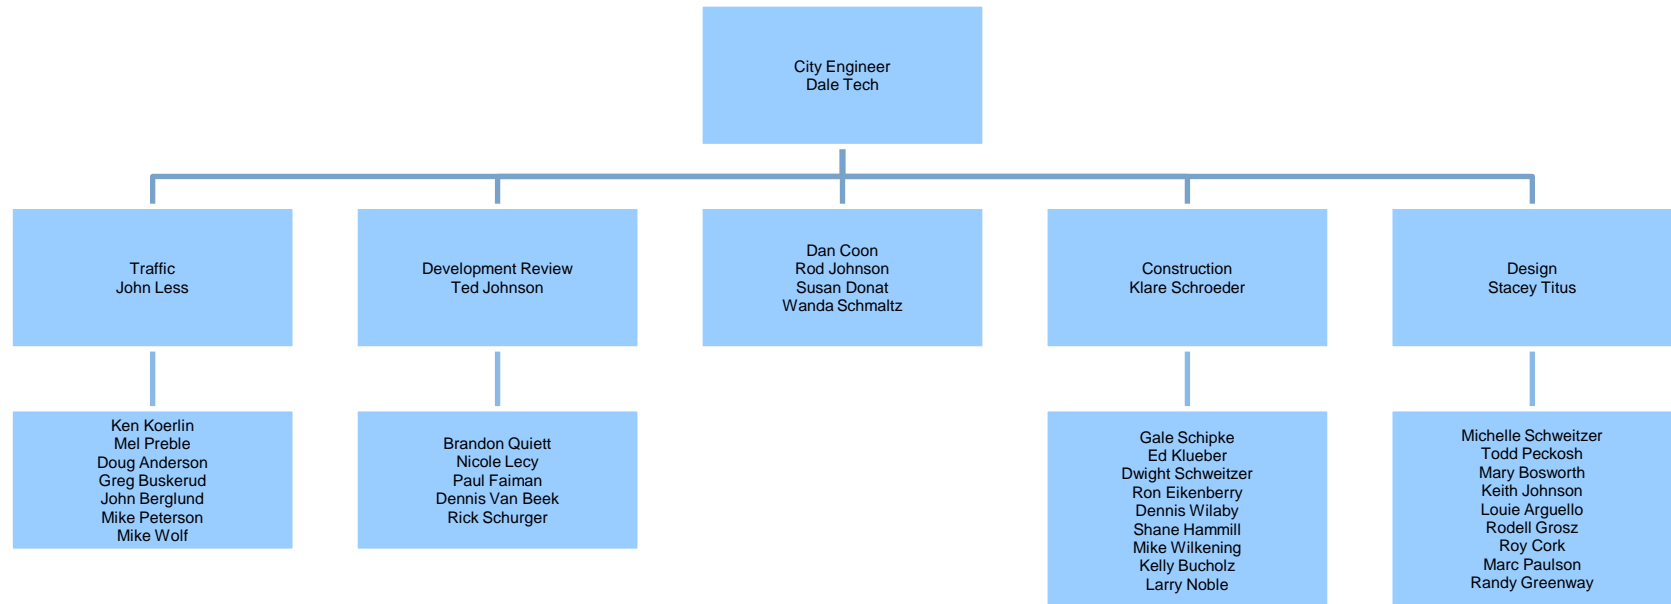 City Engineer
Dale Tech
Traffic
John Less
Development Review
Ted Johnson
Dan Coon
Rod Johnson
Susan Donat
Wanda Schmaltz
Construction
Klare Schroeder
Design
Stacey Titus
Ken Koerlin
Mel Preble
Doug Anderson
Greg Buskerud
John Berglund
Mike Peterson
Mike Wolf
Brandon Quiett
Nicole Lecy
Paul Faiman
Dennis Van Beek
Rick Schurger
Gale Schipke
Ed Klueber
Dwight Schweitzer
Ron Eikenberry
Dennis Wilaby
Shane Hammill
Mike Wilkening
Kelly Bucholz
Larry Noble
Michelle Schweitzer
Todd Peckosh
Mary Bosworth
Keith Johnson
Louie Arguello
Rodell Grosz
Roy Cork
Marc Paulson
Randy Greenway